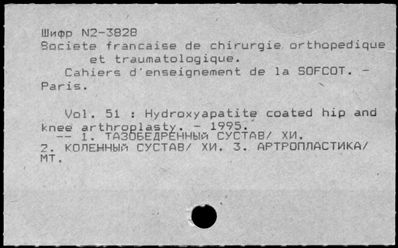 Шифр N2-3828
Societe francaise de chirurgie orthopedique
et traumatologique.
Cahiers d'enseignement de la SOFCOT. -
Paris.
Vol. 51 : Hydroxyapatite coated hip and
knee arthroplasty. - 1995.
-- 1. ТАЗОБЕДРЕННЫЙ СУСТАВ/ ХИ.
2. КОЛЕННЫЙ СУСТАВ/ ХИ. 3. АРТРОПЛАСТИКА/
МТ.